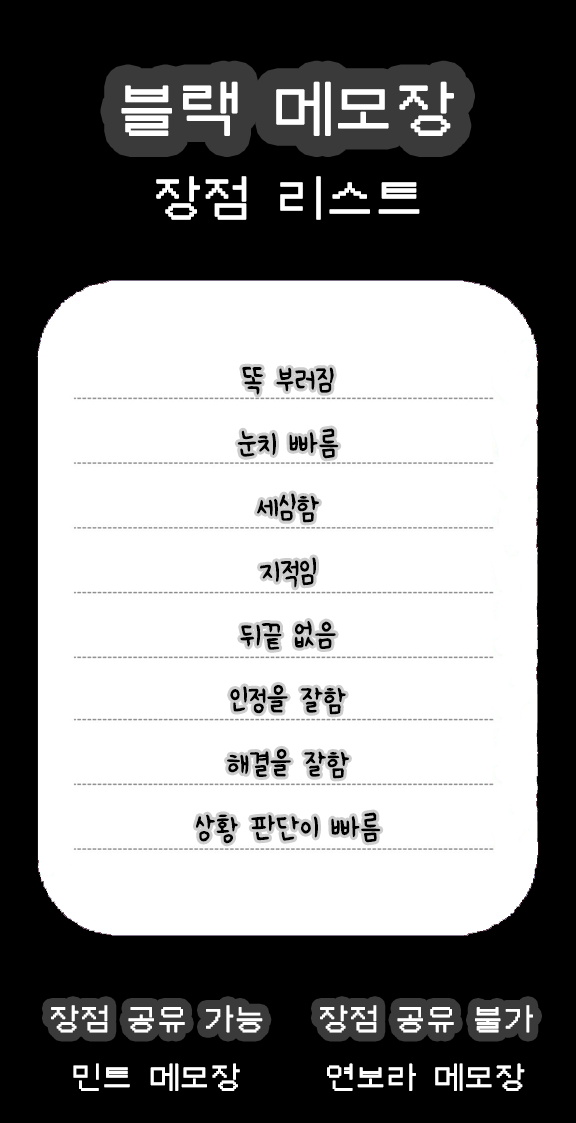 블랙 메모장
장점 리스트
똑 부러짐
눈치 빠름
세심함
지적임
뒤끝 없음
인정을 잘함
해결을 잘함
상황 판단이 빠름
장점 공유 가능
장점 공유 불가
민트 메모장
연보라 메모장